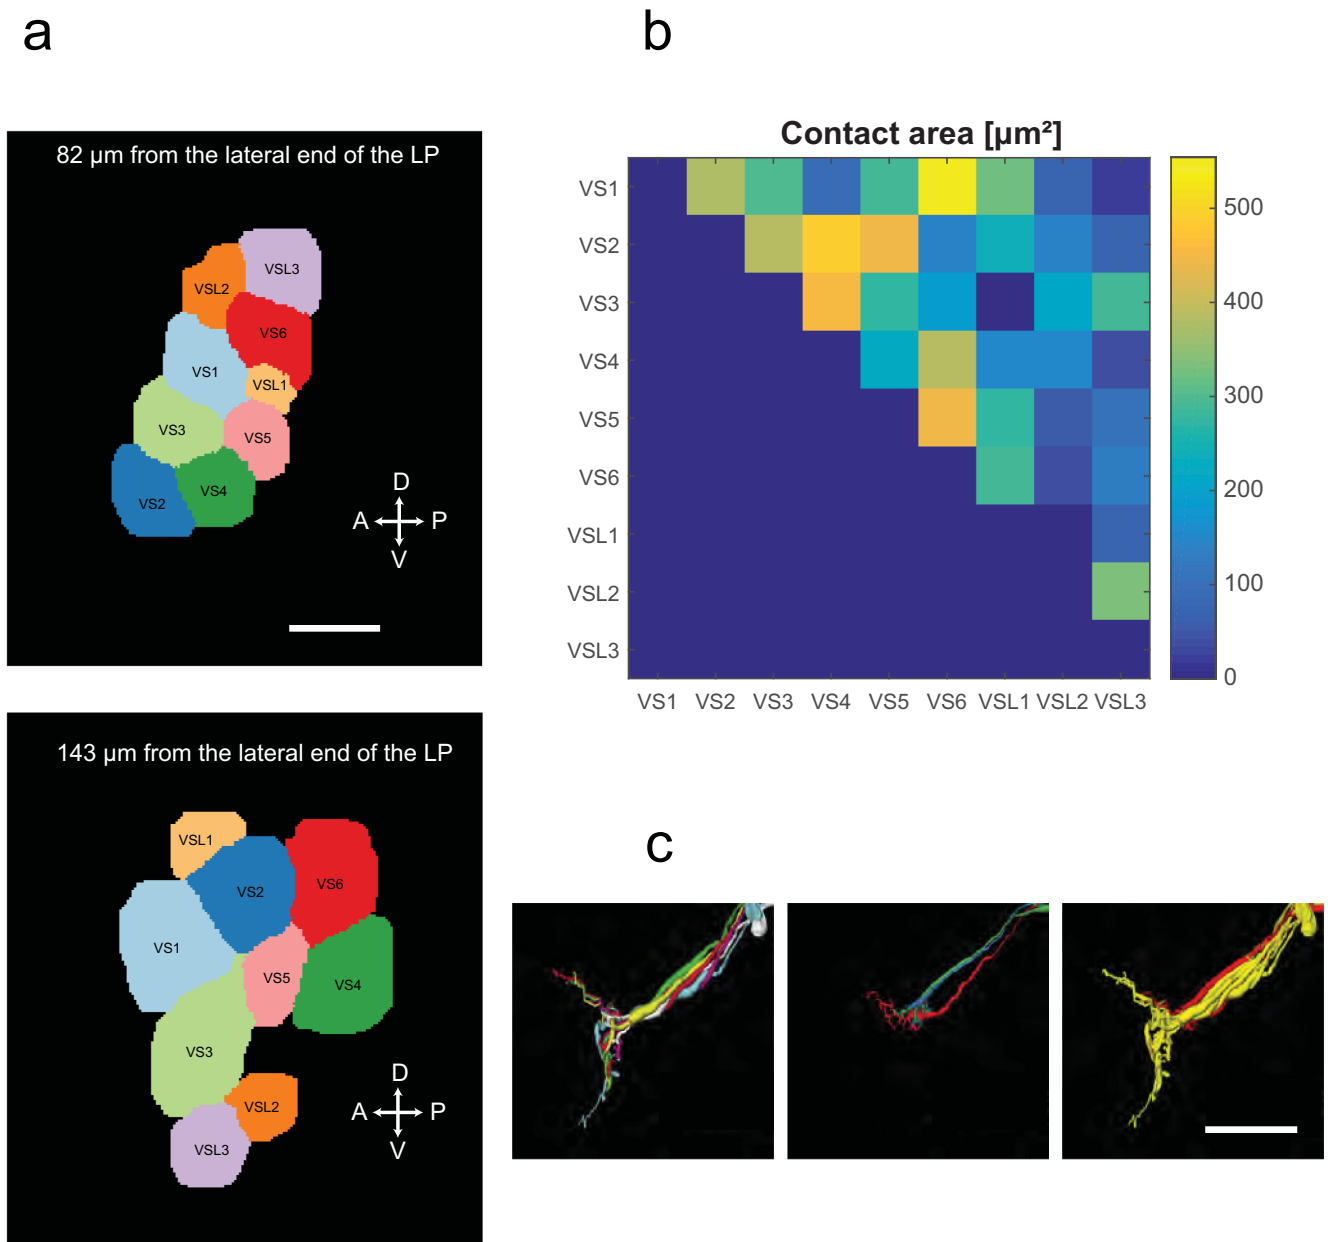 a
82 µm from the lateral end of the LP
VSL3
VSL2
VS6
VS1
VSL1
VS3
VS5
VS4
VS2
D
A P
V
143 µm from the lateral end of the LP
VSL1
VS2
VS6
VS1
VS5
VS4
VS3
VSL2
VSL3
D
A P
V
b
Contact area [µm²]
VS1
VS2
VS3
VS4
VS5
VS6
VSL1
VSL2
VSL3
VS1 VS2 VS3 VS4 VS5 VS6 VSL1 VSL2 VSL3
500
400
300
200
100
0
c